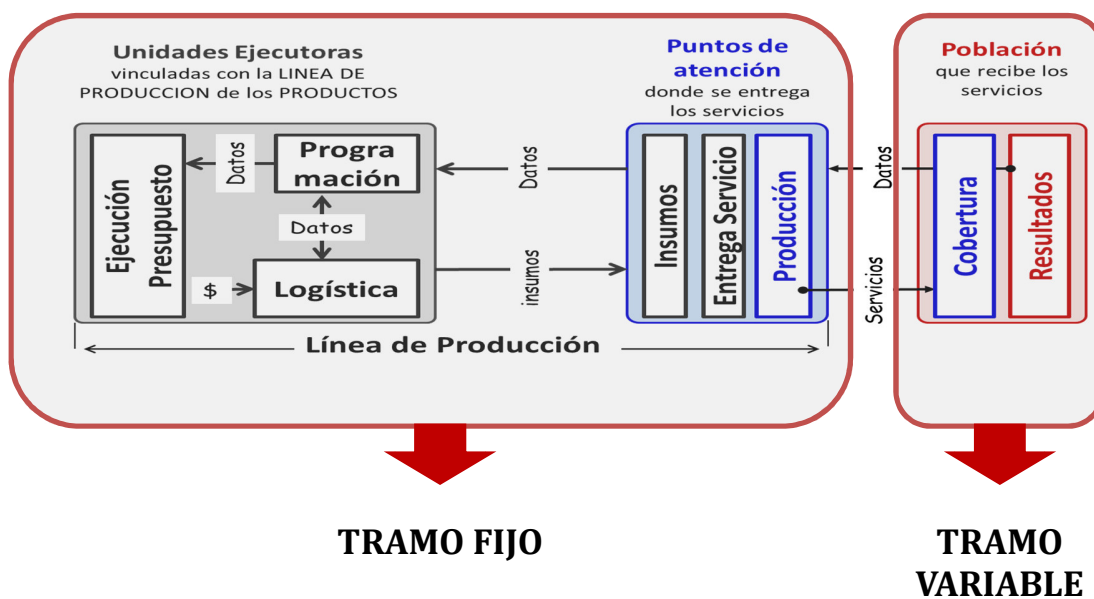 Unidades Ejecutoras
vinculadas con la LINEA DE
PRODUCCION de los PRODUCTOS
Puntos de
atención
donde se entrega
los servicios
Población
que recibe los
servicios
Ejecución
Presupuesto
Datos
Progra
mación
Datos
$
Logística
Datos
insumos
Insumos
Entrega Servicio
Producción
Datos
Servicios
Cobertura
Resultados
Línea de Producción
TRAMO FIJO
TRAMO
VARIABLE